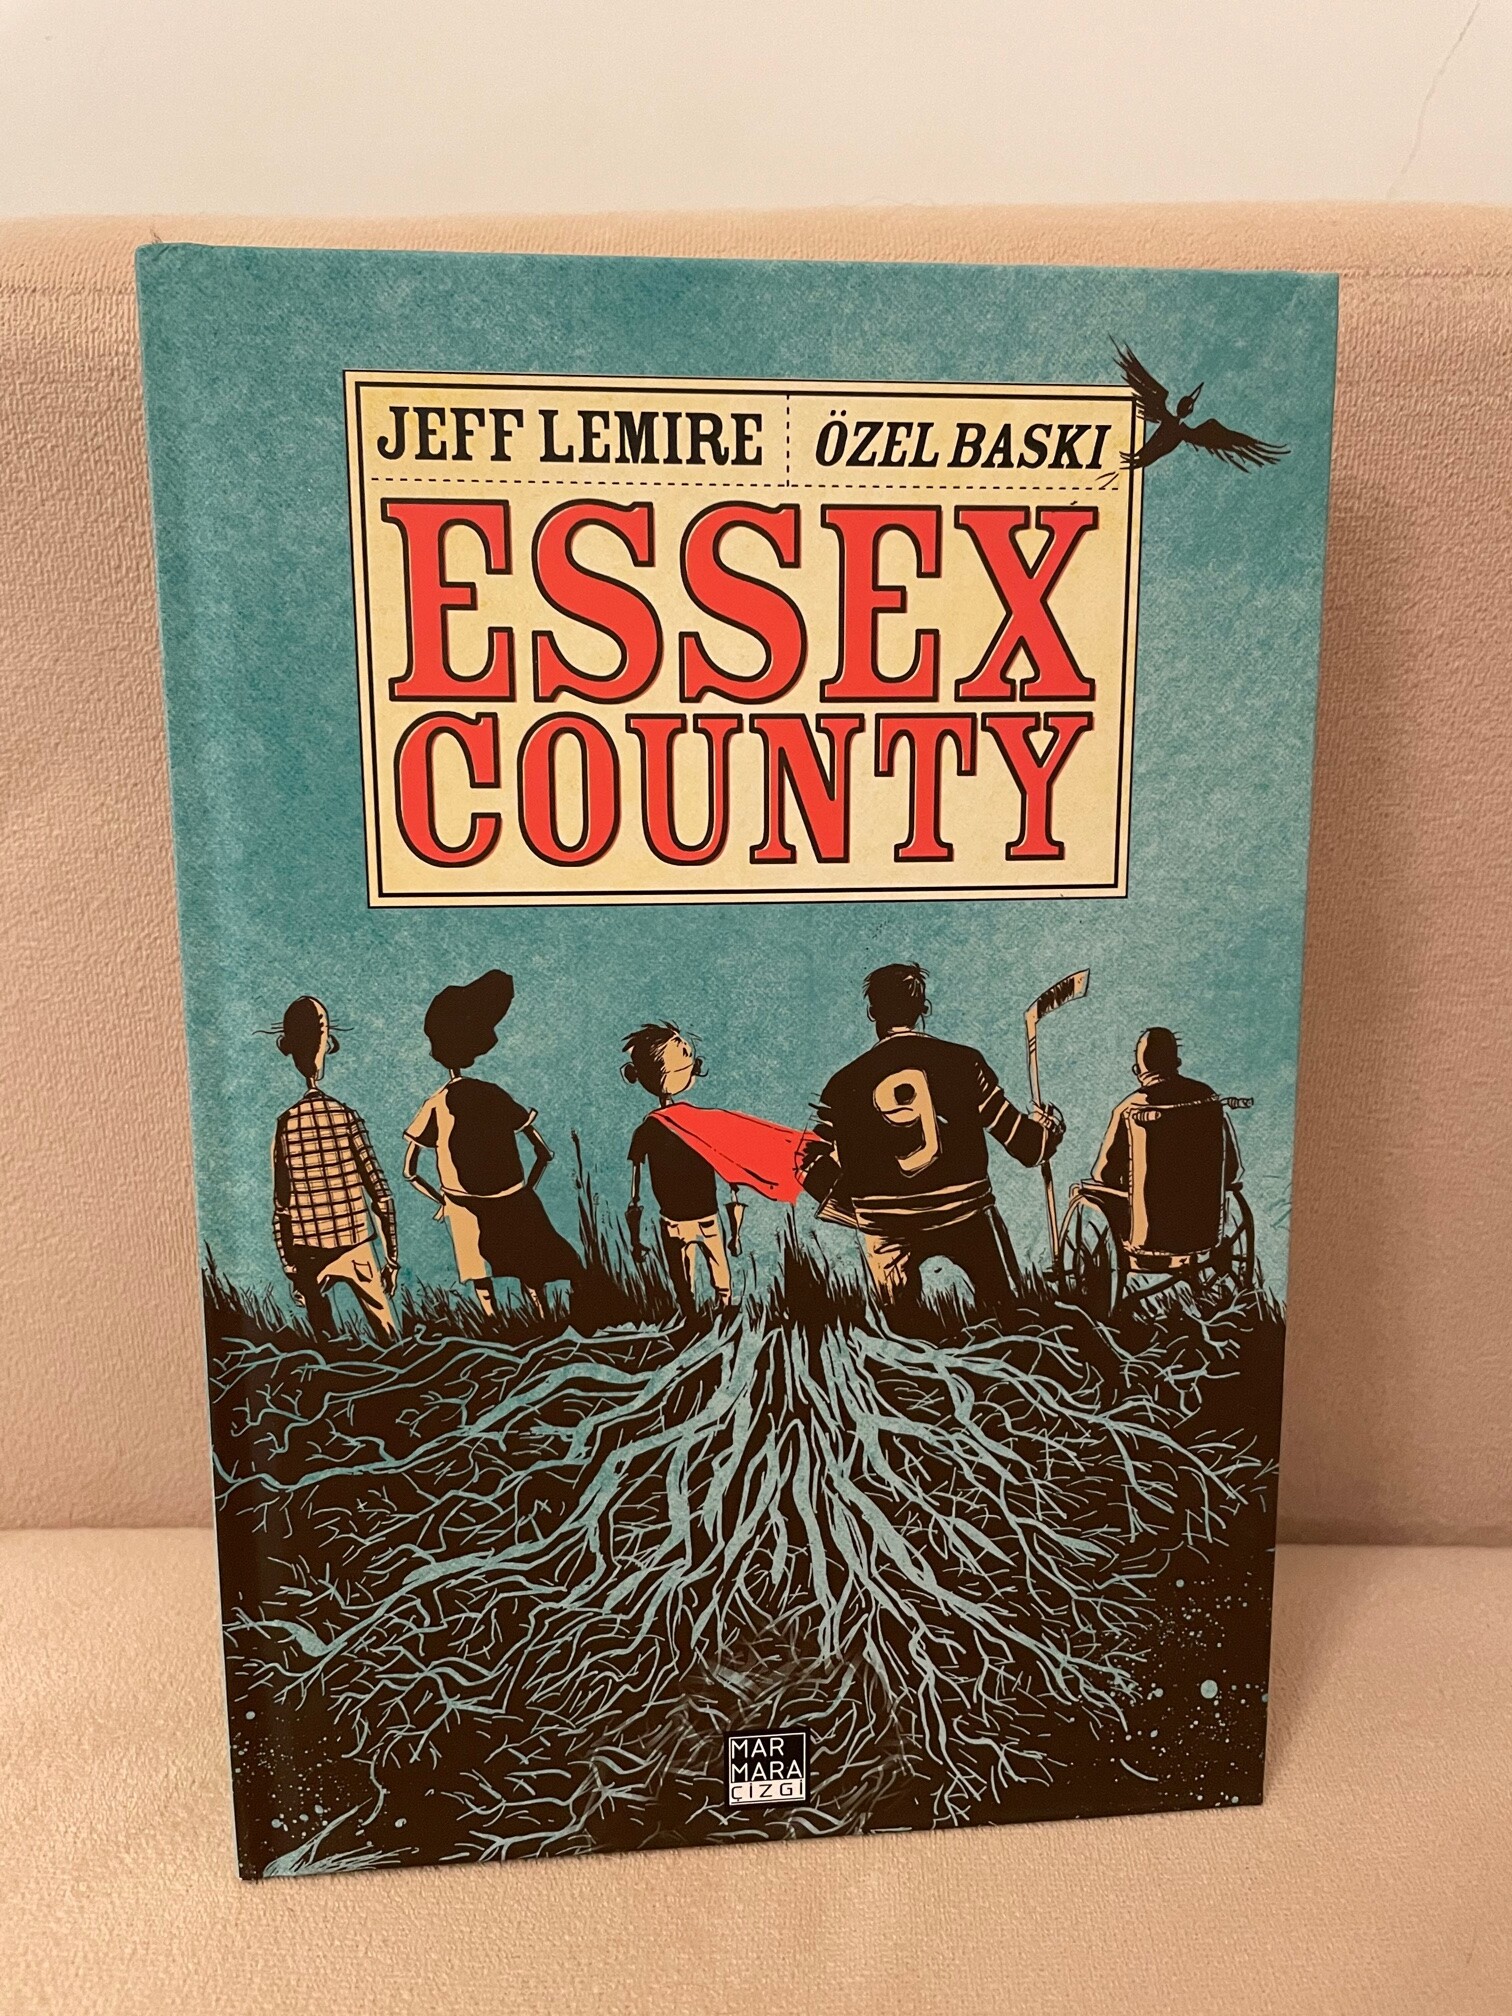 JEFF LEMIRE
ÖZEL BASKI
ESSEX
COUNTY
9
MAR
MARA
ÇİZGİ